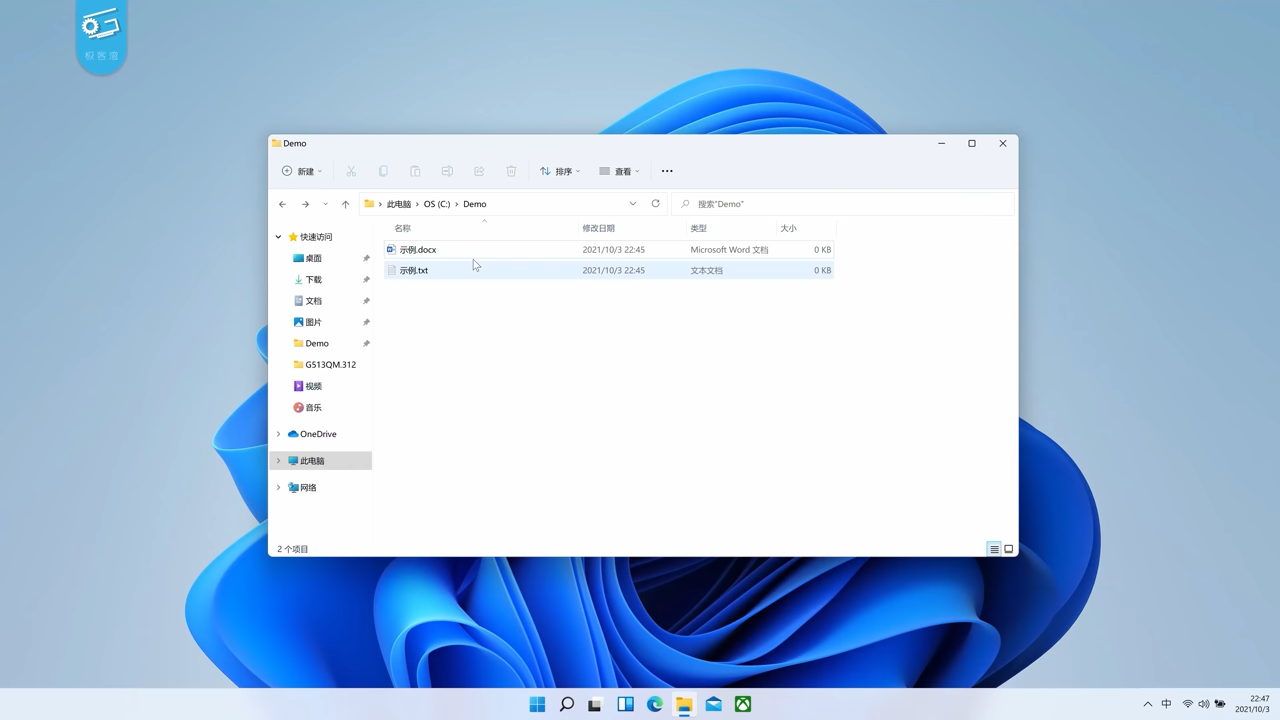 极客湾
Demo
新建
排序
查看
此电脑 > OS (C:) > Demo
搜索"Demo"
名称 修改日期 类型 大小
示例.docx 2021/10/3 22:45 Microsoft Word 文档 0 KB
示例.txt 2021/10/3 22:45 文本文档 0 KB
快速访问
桌面
下载
文档
图片
Demo
G513QM.312
视频
音乐
OneDrive
此电脑
网络
2 个项目
中
22:47
2021/10/3